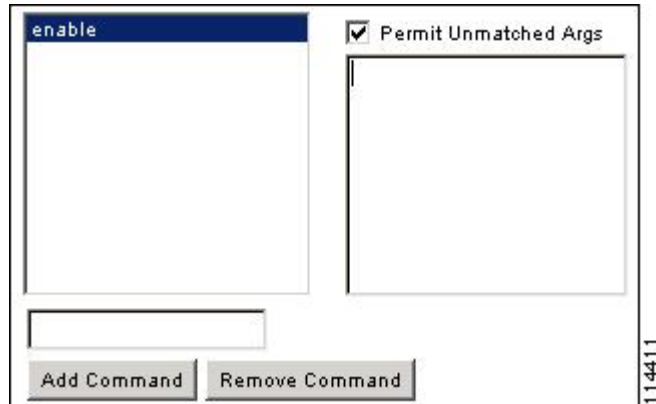 enable
Permit Unmatched Args
Add Command
Remove Command
114411